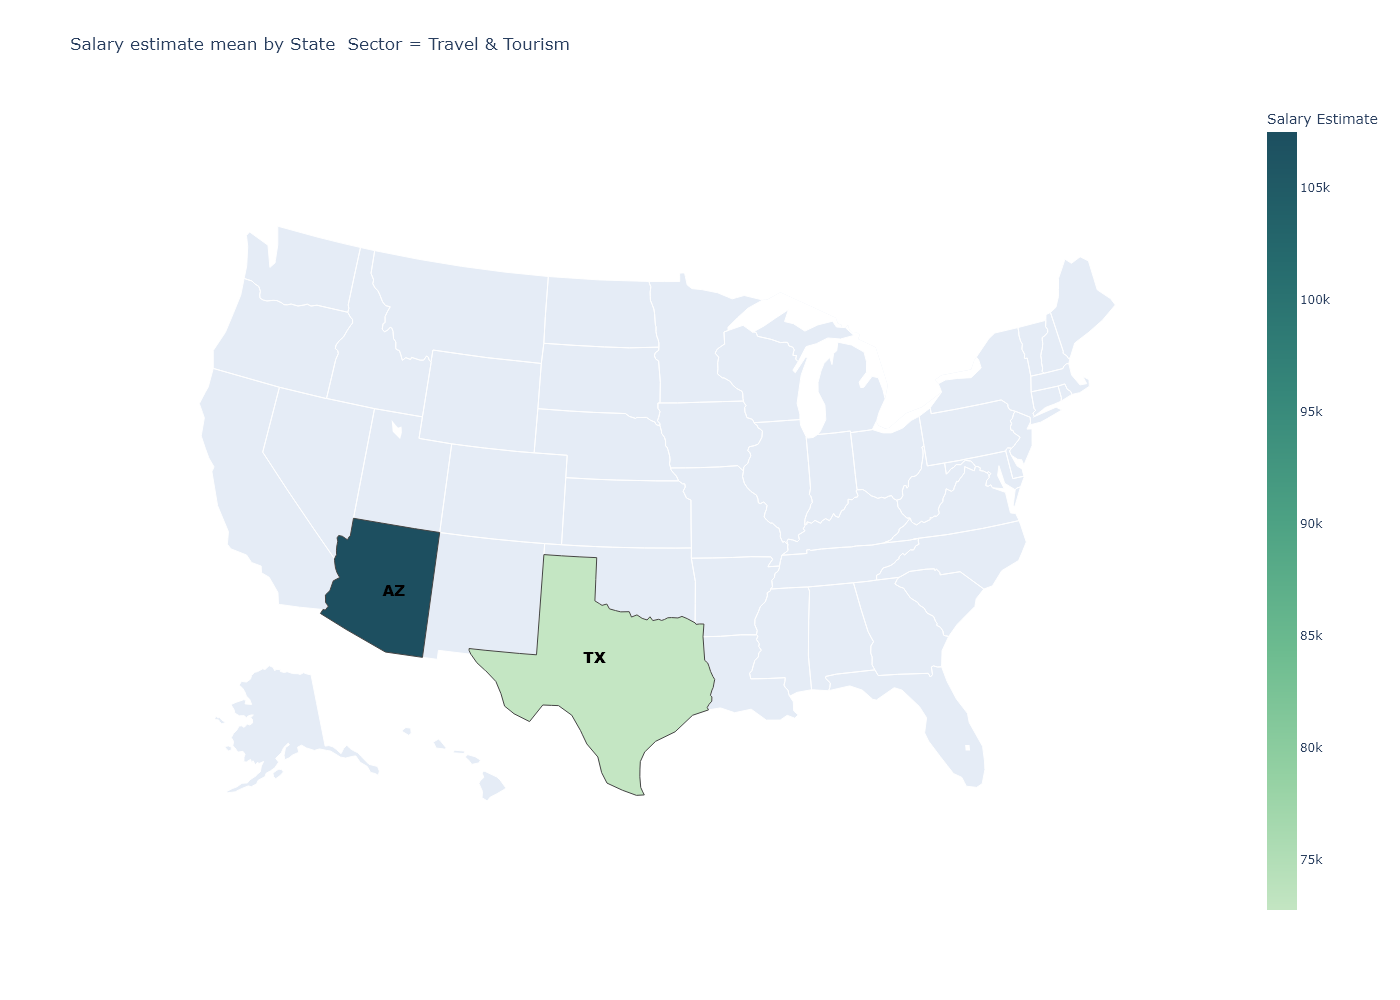 Salary estimate mean by State  Sector = Travel & Tourism
Salary Estimate
105k
100k
95k
90k
85k
80k
75k
AZ
TX